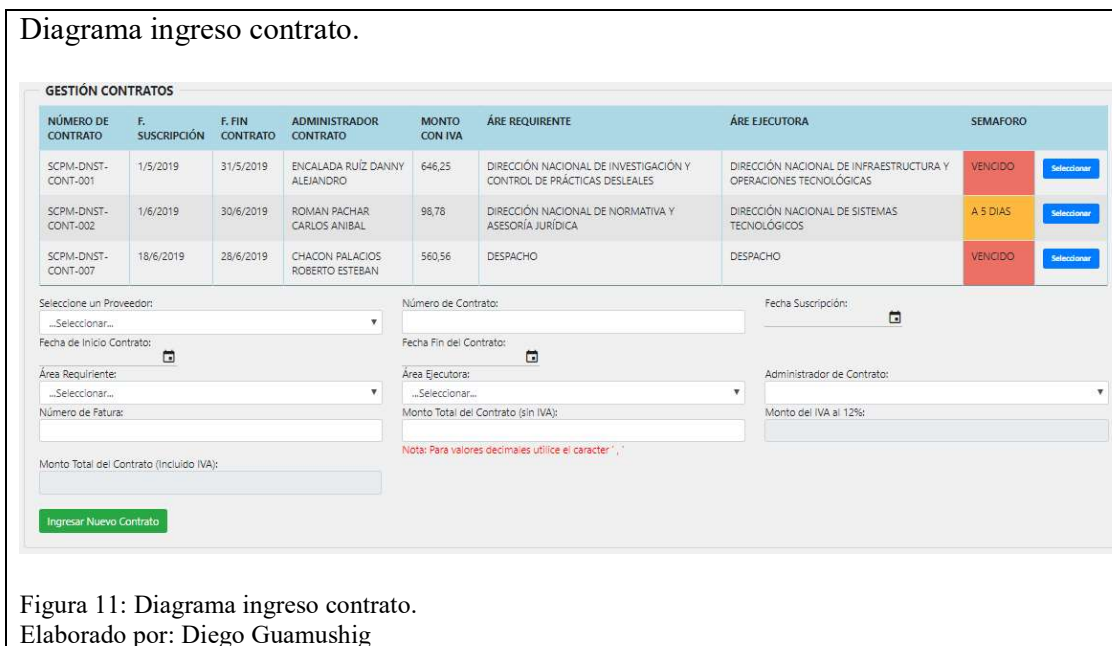 Diagrama ingreso contrato.
GESTIÓN CONTRATOS
NÚMERO DE CONTRATO F. SUSCRIPCIÓN F. FIN CONTRATO ADMINISTRADOR CONTRATO MONTO CON IVA ÁRE REQUIRENTE ÁRE EJECUTORA SEMAFORO
SCPM-DNST-CONT-001 1/5/2019 31/5/2019 ENCALADA RUÍZ DANNY ALEJANDRO 646,25 DIRECCIÓN NACIONAL DE INVESTIGACIÓN Y CONTROL DE PRÁCTICAS DESLEALES DIRECCIÓN NACIONAL DE INFRAESTRUCTURA Y OPERACIONES TECNOLÓGICAS VENCIDO Seleccionar
SCPM-DNST-CONT-002 1/6/2019 30/6/2019 ROMAN PACHAR CARLOS ANIBAL 98,78 DIRECCIÓN NACIONAL DE NORMATIVA Y ASESORÍA JURÍDICA DIRECCIÓN NACIONAL DE SISTEMAS TECNOLÓGICOS A 5 DIAS Seleccionar
SCPM-DNST-CONT-007 18/6/2019 28/6/2019 CHACON PALACIOS ROBERTO ESTEBAN 560,56 DESPACHO DESPACHO VENCIDO Seleccionar
Seleccione un Proveedor: Número de Contrato: Fecha Suscripción:
...Seleccionar...
Fecha de Inicio Contrato: Fecha Fin del Contrato:
Área Requiriente: Área Ejecutora: Administrador de Contrato:
...Seleccionar... ...Seleccionar...
Número de Fatura: Monto Total del Contrato (sin IVA): Monto del IVA al 12%:
Nota: Para valores decimales utilice el caracter ' , '
Monto Total del Contrato (Incluido IVA):
Ingresar Nuevo Contrato
Figura 11: Diagrama ingreso contrato.
Elaborado por: Diego Guamushig